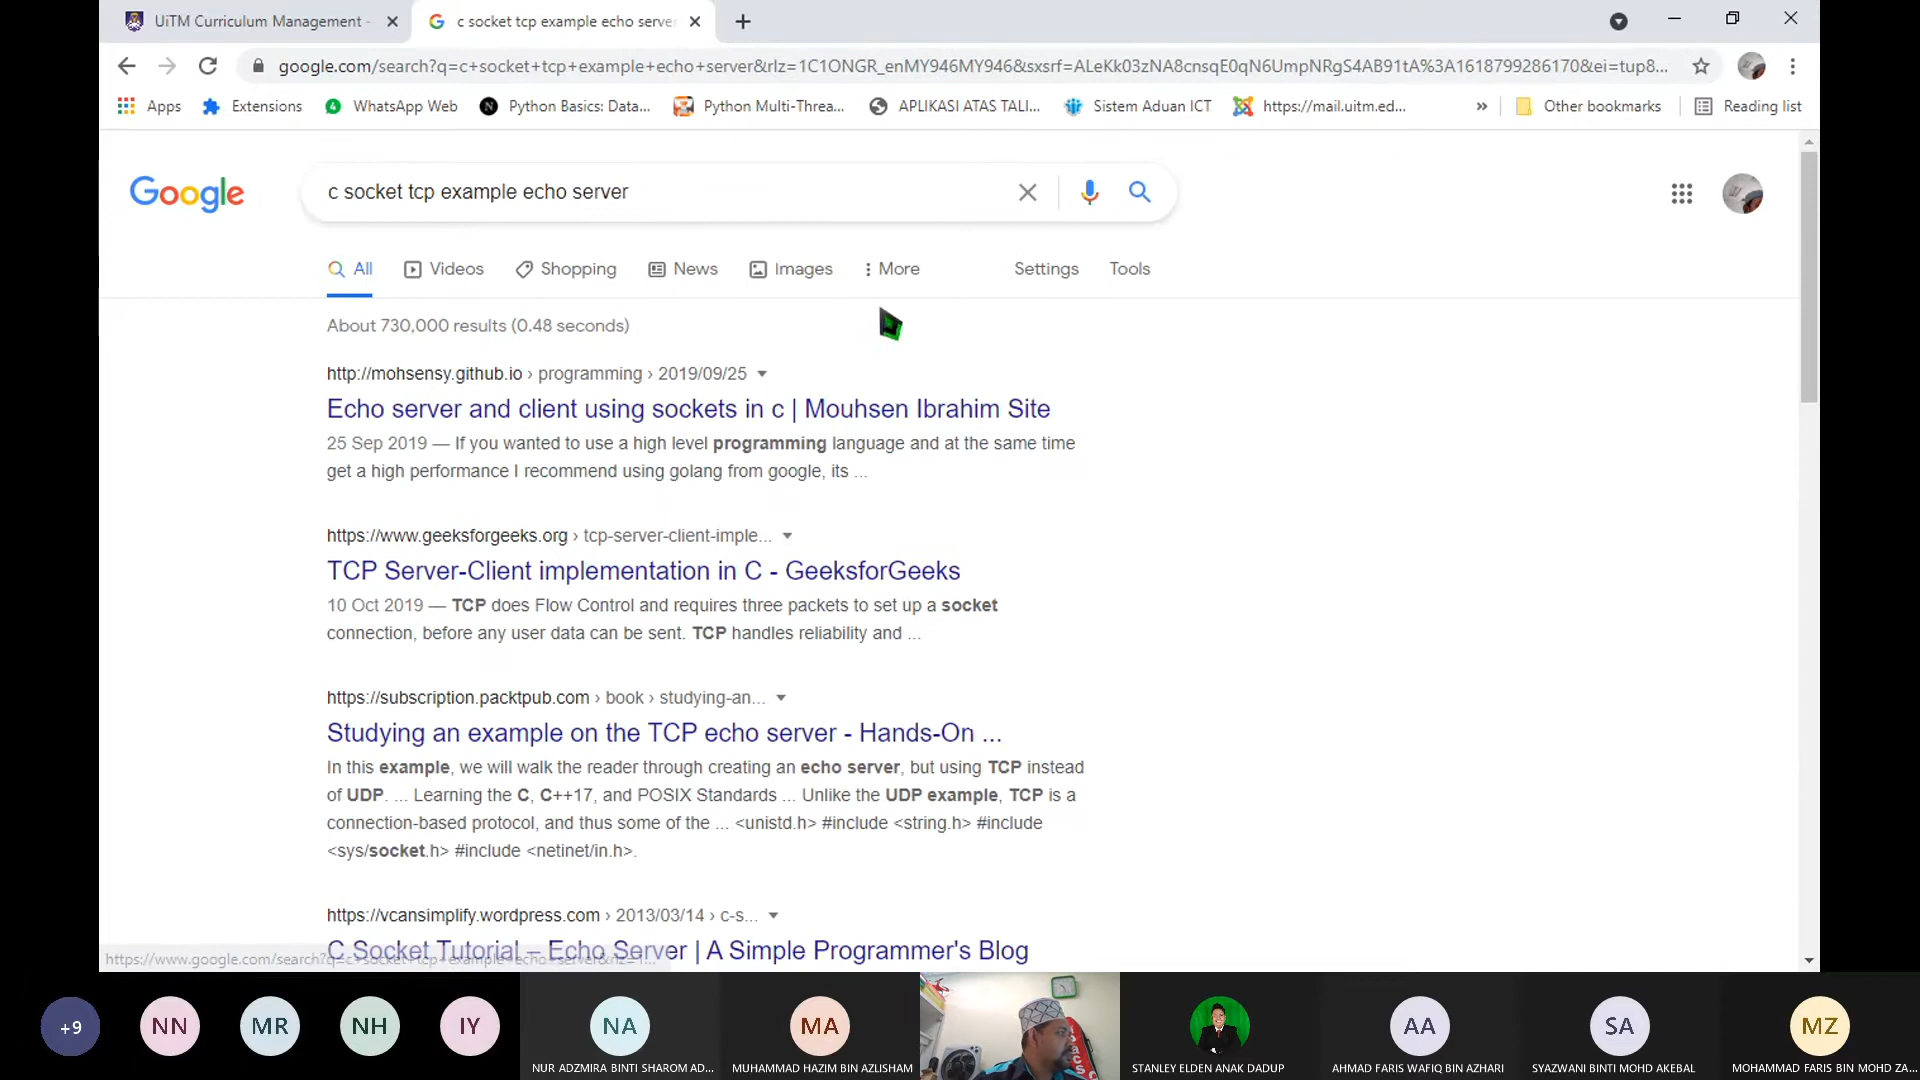 UiTM Curriculum Management -
c socket tcp example echo server
google.com/search?q=c+socket+tcp+example+echo+server&rlz=1C1ONGR_enMY946MY946&sxsrf=ALeKk03zNA8cnsqE0qN6UmpNRgS4AB91tA%3A1618799286170&ei=tup8...
Apps Extensions WhatsApp Web Python Basics: Data... Python Multi-Threa... APLIKASI ATAS TALI... Sistem Aduan ICT https://mail.uitm.ed... » Other bookmarks Reading list
Google
c socket tcp example echo server
All Videos Shopping News Images More Settings Tools
About 730,000 results (0.48 seconds)
http://mohsensy.github.io › programming › 2019/09/25
Echo server and client using sockets in c | Mouhsen Ibrahim Site
25 Sep 2019 — If you wanted to use a high level programming language and at the same time
get a high performance I recommend using golang from google, its ...
https://www.geeksforgeeks.org › tcp-server-client-imple...
TCP Server-Client implementation in C - GeeksforGeeks
10 Oct 2019 — TCP does Flow Control and requires three packets to set up a socket
connection, before any user data can be sent. TCP handles reliability and ...
https://subscription.packtpub.com › book › studying-an...
Studying an example on the TCP echo server - Hands-On ...
In this example, we will walk the reader through creating an echo server, but using TCP instead
of UDP. ... Learning the C, C++17, and POSIX Standards ... Unlike the UDP example, TCP is a
connection-based protocol, and thus some of the ... <unistd.h> #include <string.h> #include
<sys/socket.h> #include <netinet/in.h>.
https://vcansimplify.wordpress.com › 2013/03/14 › c-s...
C Socket Tutorial – Echo Server | A Simple Programmer's Blog
https://www.google.com/search?q=c+socket+tcp+example+echo+server&rlz=1...
+9 NN MR NH IY NA MA AA SA MZ
NUR ADZMIRA BINTI SHAROM AD... MUHAMMAD HAZIM BIN AZLISHAM STANLEY ELDEN ANAK DADUP AHMAD FARIS WAFIQ BIN AZHARI SYAZWANI BINTI MOHD AKEBAL MOHAMMAD FARIS BIN MOHD ZA...